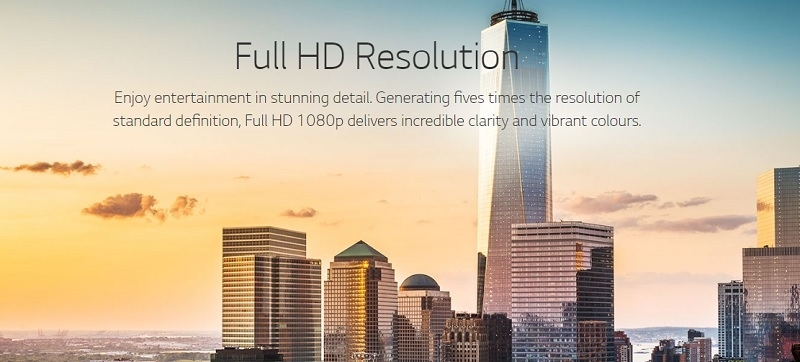 Full HD Resolution
Enjoy entertainment in stunning detail. Generating fives times the resolution of
standard definition, Full HD 1080p delivers incredible clarity and vibrant colours.